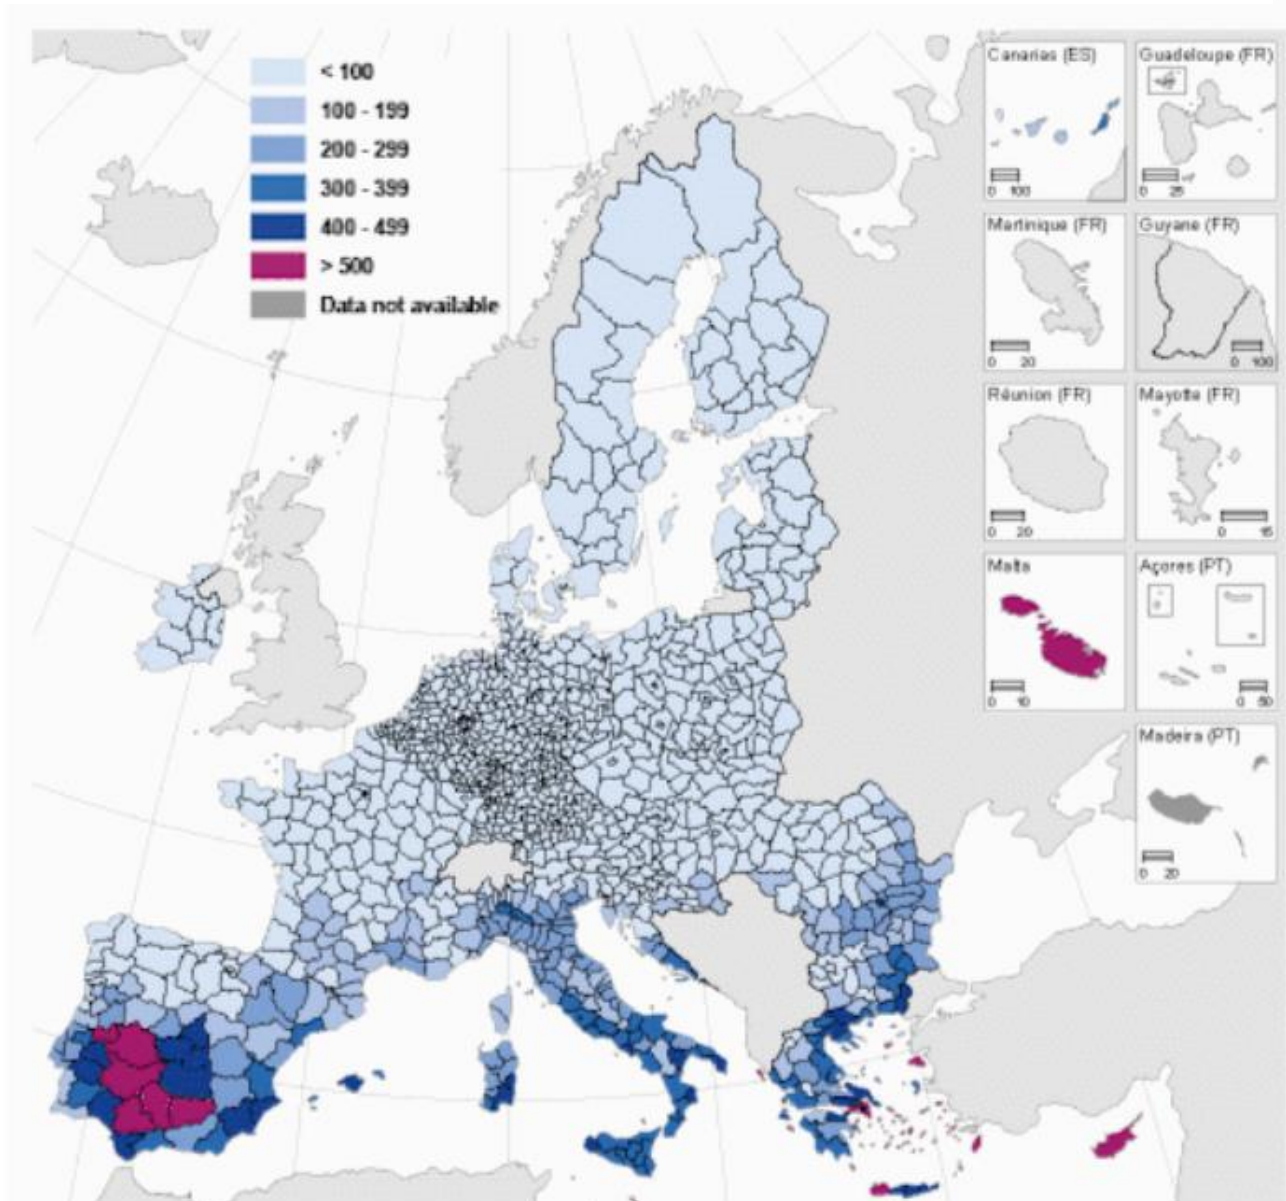 < 100
100 - 199
200 - 299
300 - 399
400 - 499
> 500
Data not available
Canarias (ES)
0 100
Guadeloupe (FR)
0 25
Martinique (FR)
0 20
Guyane (FR)
0 100
Réunion (FR)
0 20
Mayotte (FR)
0 15
Malta
0 10
Açores (PT)
0 50
Madeira (PT)
0 20